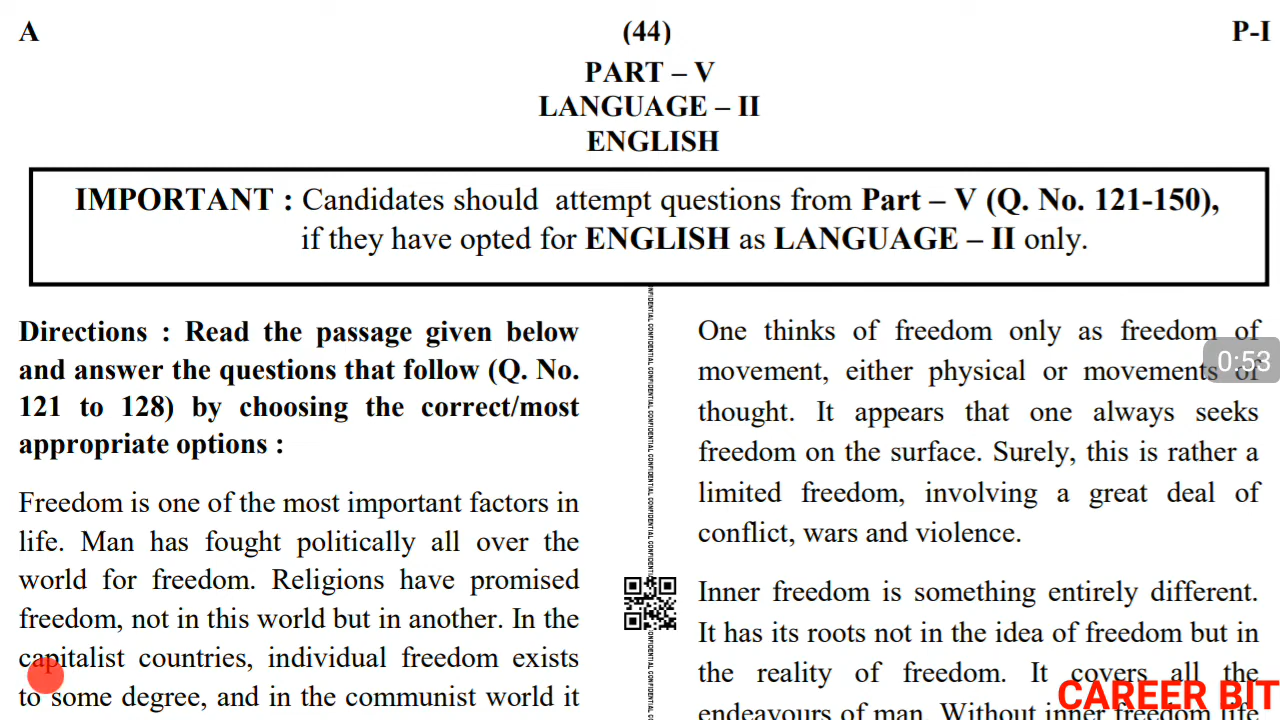 A
(44)
P-I
PART – V
LANGUAGE – II
ENGLISH
IMPORTANT : Candidates should attempt questions from Part – V (Q. No. 121-150),
if they have opted for ENGLISH as LANGUAGE – II only.
Directions : Read the passage given below
and answer the questions that follow (Q. No.
121 to 128) by choosing the correct/most
appropriate options :
Freedom is one of the most important factors in
life. Man has fought politically all over the
world for freedom. Religions have promised
freedom, not in this world but in another. In the
capitalist countries, individual freedom exists
to some degree, and in the communist world it
CONFIDENTIAL CONFIDENTIAL CONFIDENTIAL CONFIDENTIAL CONFIDENTIAL CONFIDENTIAL
One thinks of freedom only as freedom of
movement, either physical or movements of
thought. It appears that one always seeks
freedom on the surface. Surely, this is rather a
limited freedom, involving a great deal of
conflict, wars and violence.
0:53
Inner freedom is something entirely different.
It has its roots not in the idea of freedom but in
the reality of freedom. It covers all the
endeavours of man. Without inner freedom life
CAREER BIT